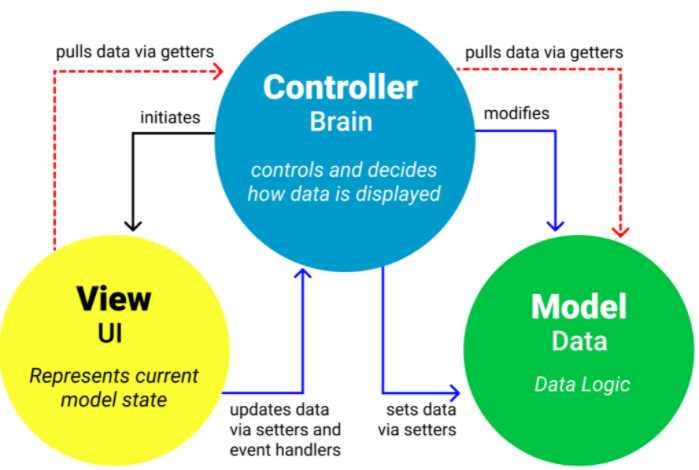 pulls data via getters
pulls data via getters
Controller
Brain
initiates
modifies
controls and decides
how data is displayed
View
UI
Represents current
model state
Model
Data
Data Logic
updates data
via setters and
event handlers
sets data
via setters